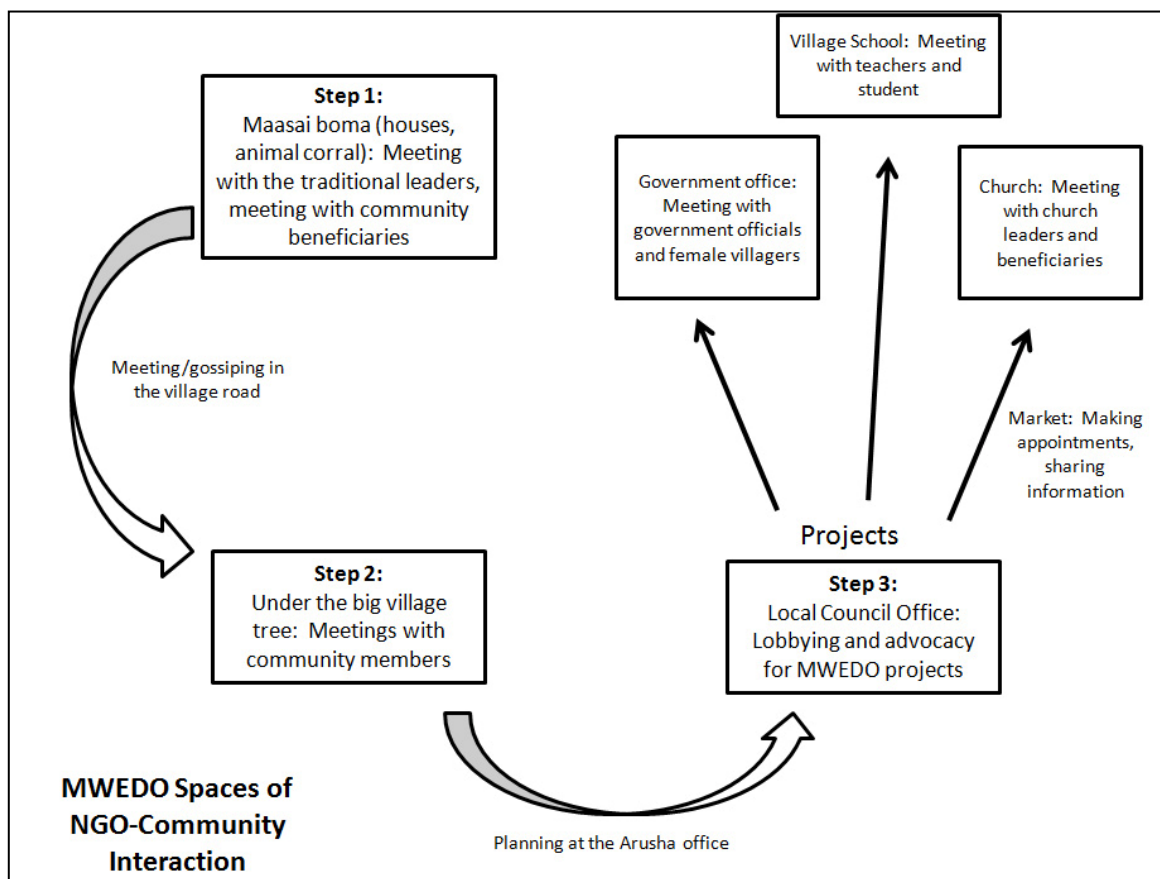 Step 1:
Maasai boma (houses,
animal corral):  Meeting
with the traditional leaders,
meeting with community
beneficiaries
Meeting/gossiping in
the village road
Step 2:
Under the big village
tree:  Meetings with
community members
Planning at the Arusha office
Step 3:
Local Council Office:
Lobbying and advocacy
for MWEDO projects
Projects
Government office:
Meeting with
government officials
and female villagers
Village School:  Meeting
with teachers and
student
Church:  Meeting
with church
leaders and
beneficiaries
Market:  Making
appointments,
sharing
information
MWEDO Spaces of
NGO-Community
Interaction